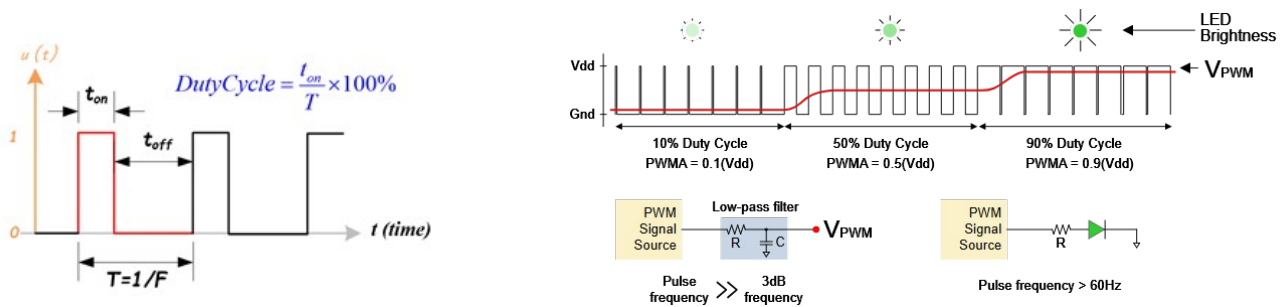 u(t)
t_on
DutyCycle = t_on/T ×100%
1
t_off
0
t (time)
T=1/F
LED
Brightness
Vdd
V_PWM
Gnd
10% Duty Cycle
PWMA = 0.1(Vdd)
50% Duty Cycle
PWMA = 0.5(Vdd)
90% Duty Cycle
PWMA = 0.9(Vdd)
PWM
Signal
Source
Low-pass filter
R
C
V_PWM
Pulse
frequency
>>
3dB
frequency
PWM
Signal
Source
R
Pulse frequency > 60Hz